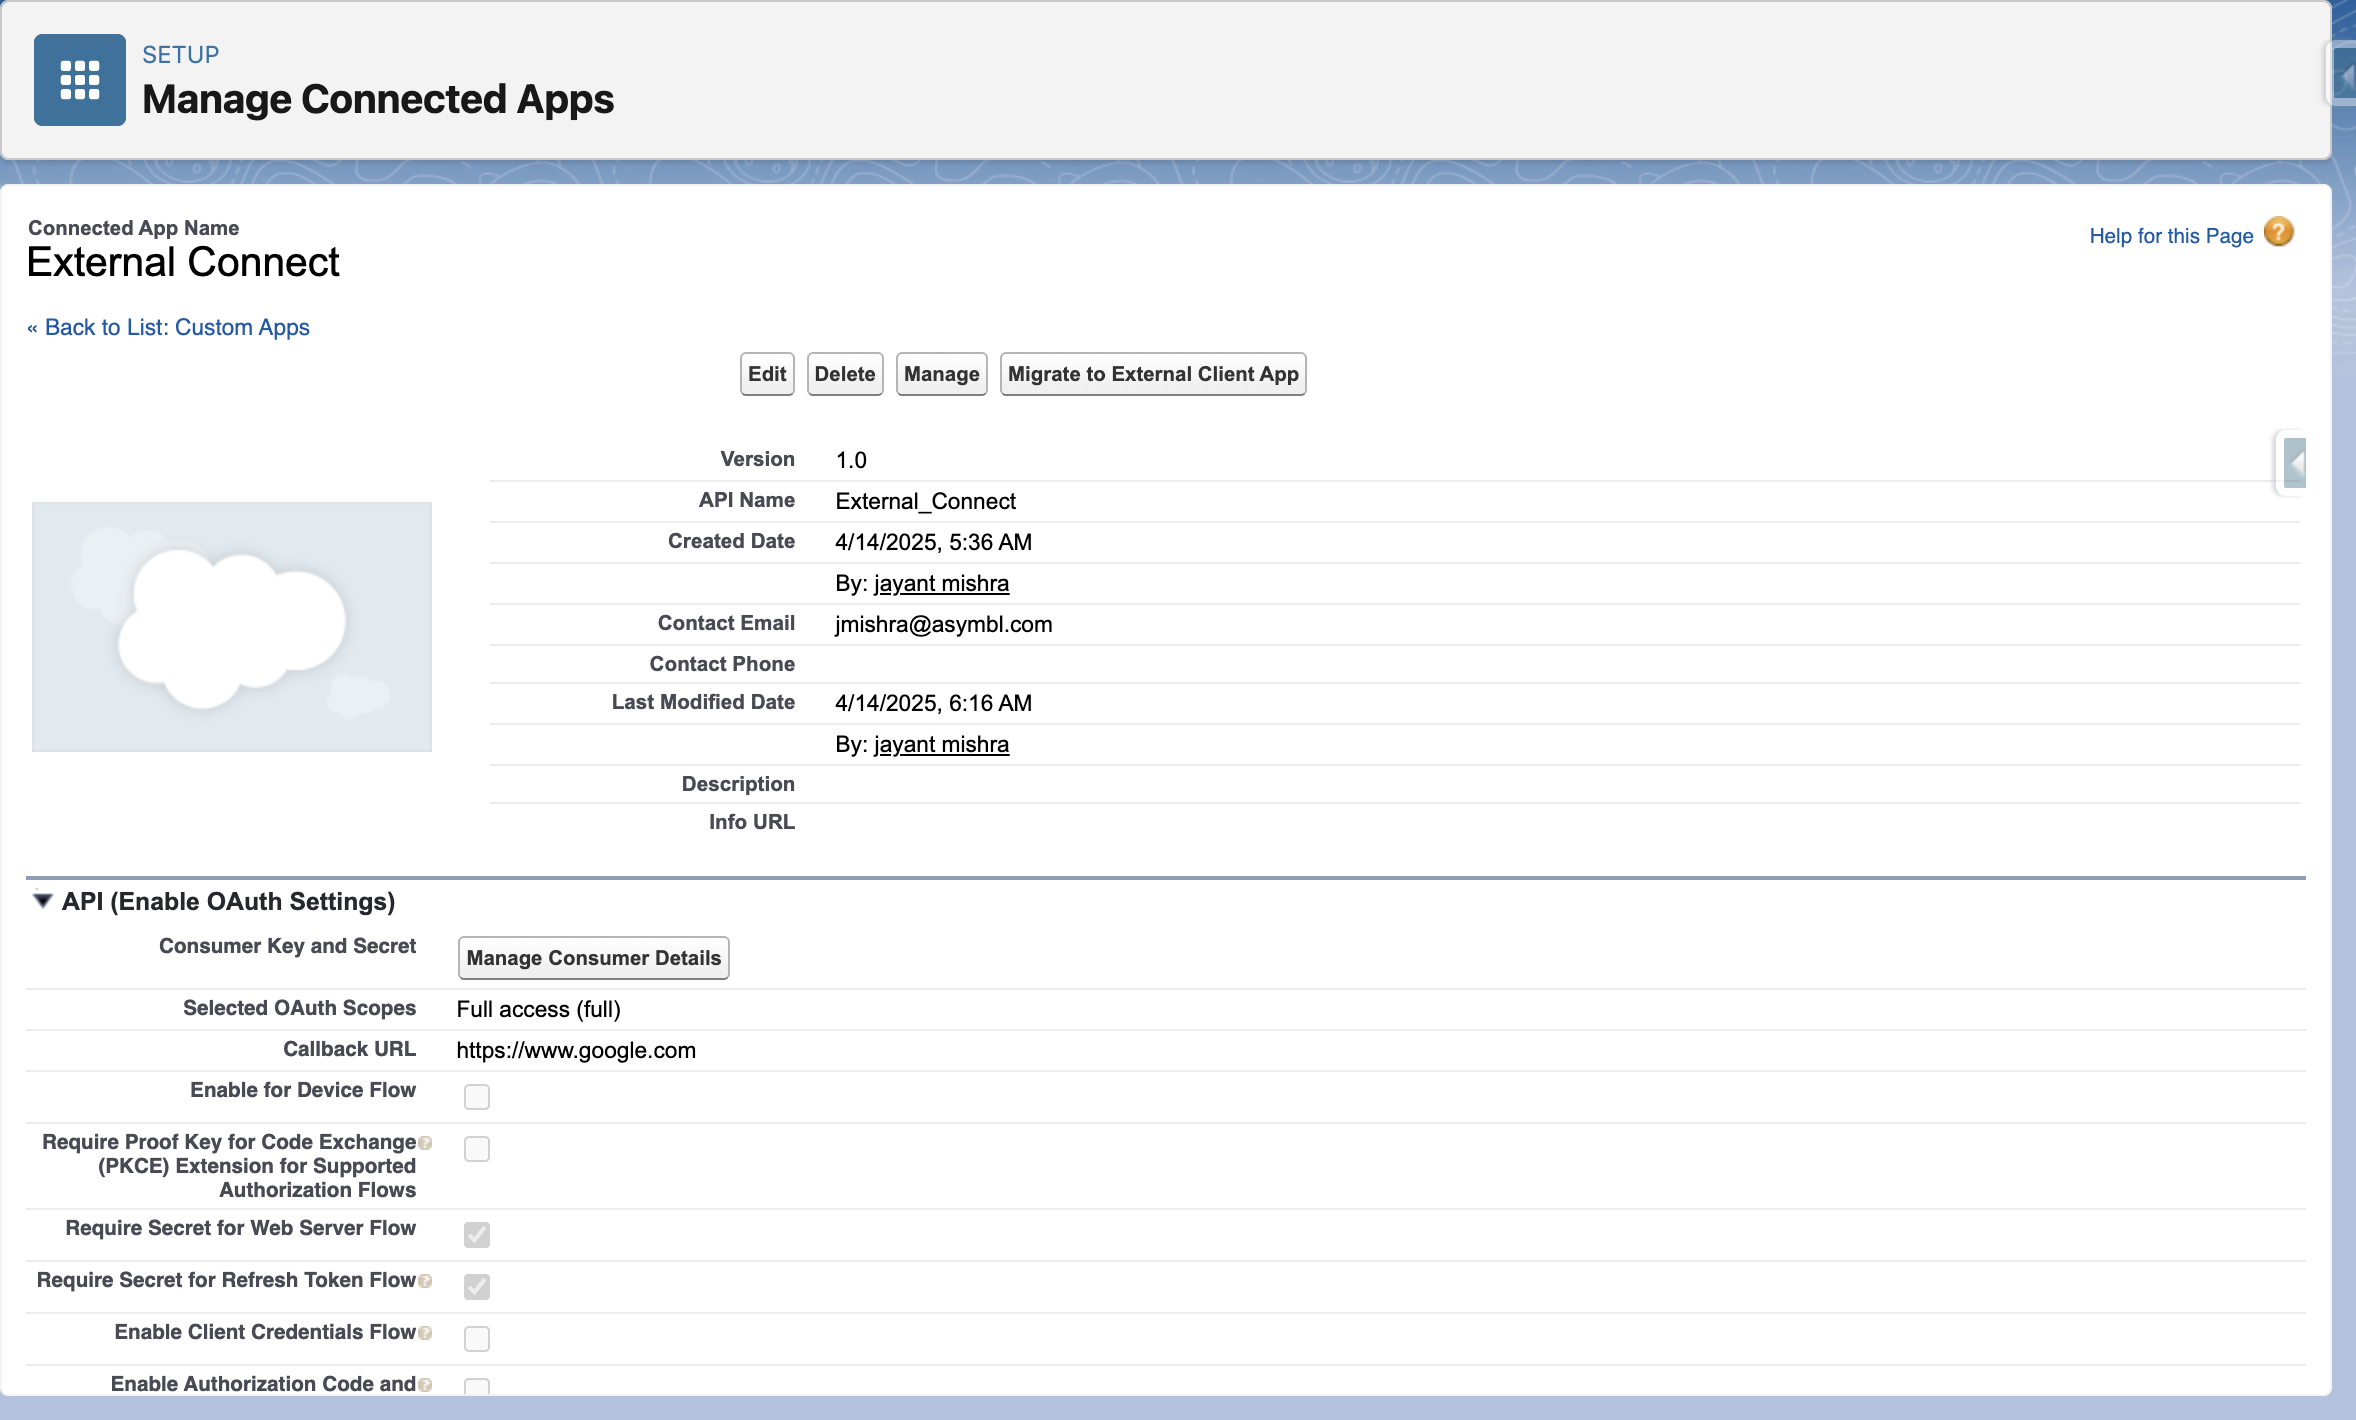 SETUP
Manage Connected Apps
Connected App Name
External Connect
Help for this Page ?
« Back to List: Custom Apps
Edit Delete Manage Migrate to External Client App
Version 1.0
API Name External_Connect
Created Date 4/14/2025, 5:36 AM
By: jayant mishra
Contact Email jmishra@asymbl.com
Contact Phone
Last Modified Date 4/14/2025, 6:16 AM
By: jayant mishra
Description
Info URL
API (Enable OAuth Settings)
Consumer Key and Secret Manage Consumer Details
Selected OAuth Scopes Full access (full)
Callback URL https://www.google.com
Enable for Device Flow
Require Proof Key for Code Exchange ?
(PKCE) Extension for Supported
Authorization Flows
Require Secret for Web Server Flow
Require Secret for Refresh Token Flow ?
Enable Client Credentials Flow ?
Enable Authorization Code and ?